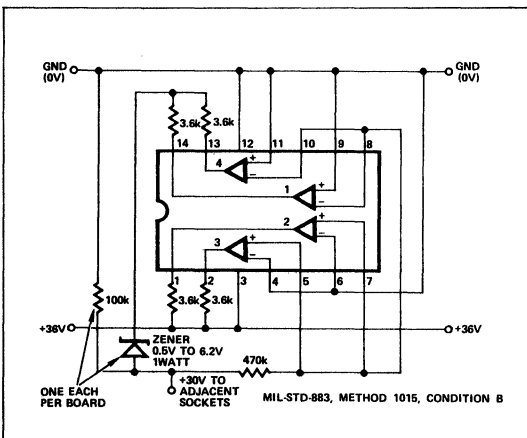 GND
(0V)
GND
(0V)
3.6k
3.6k
14
13
12
11
10
9
8
4
+
−
1
+
−
2
+
−
3
+
−
1
2
3
4
5
6
7
100k
3.6k
3.6k
+36V
+36V
ZENER
0.5V TO 6.2V
1WATT
470k
ONE EACH
PER BOARD
+30V TO
ADJACENT
SOCKETS
MIL-STD-883, METHOD 1015, CONDITION B